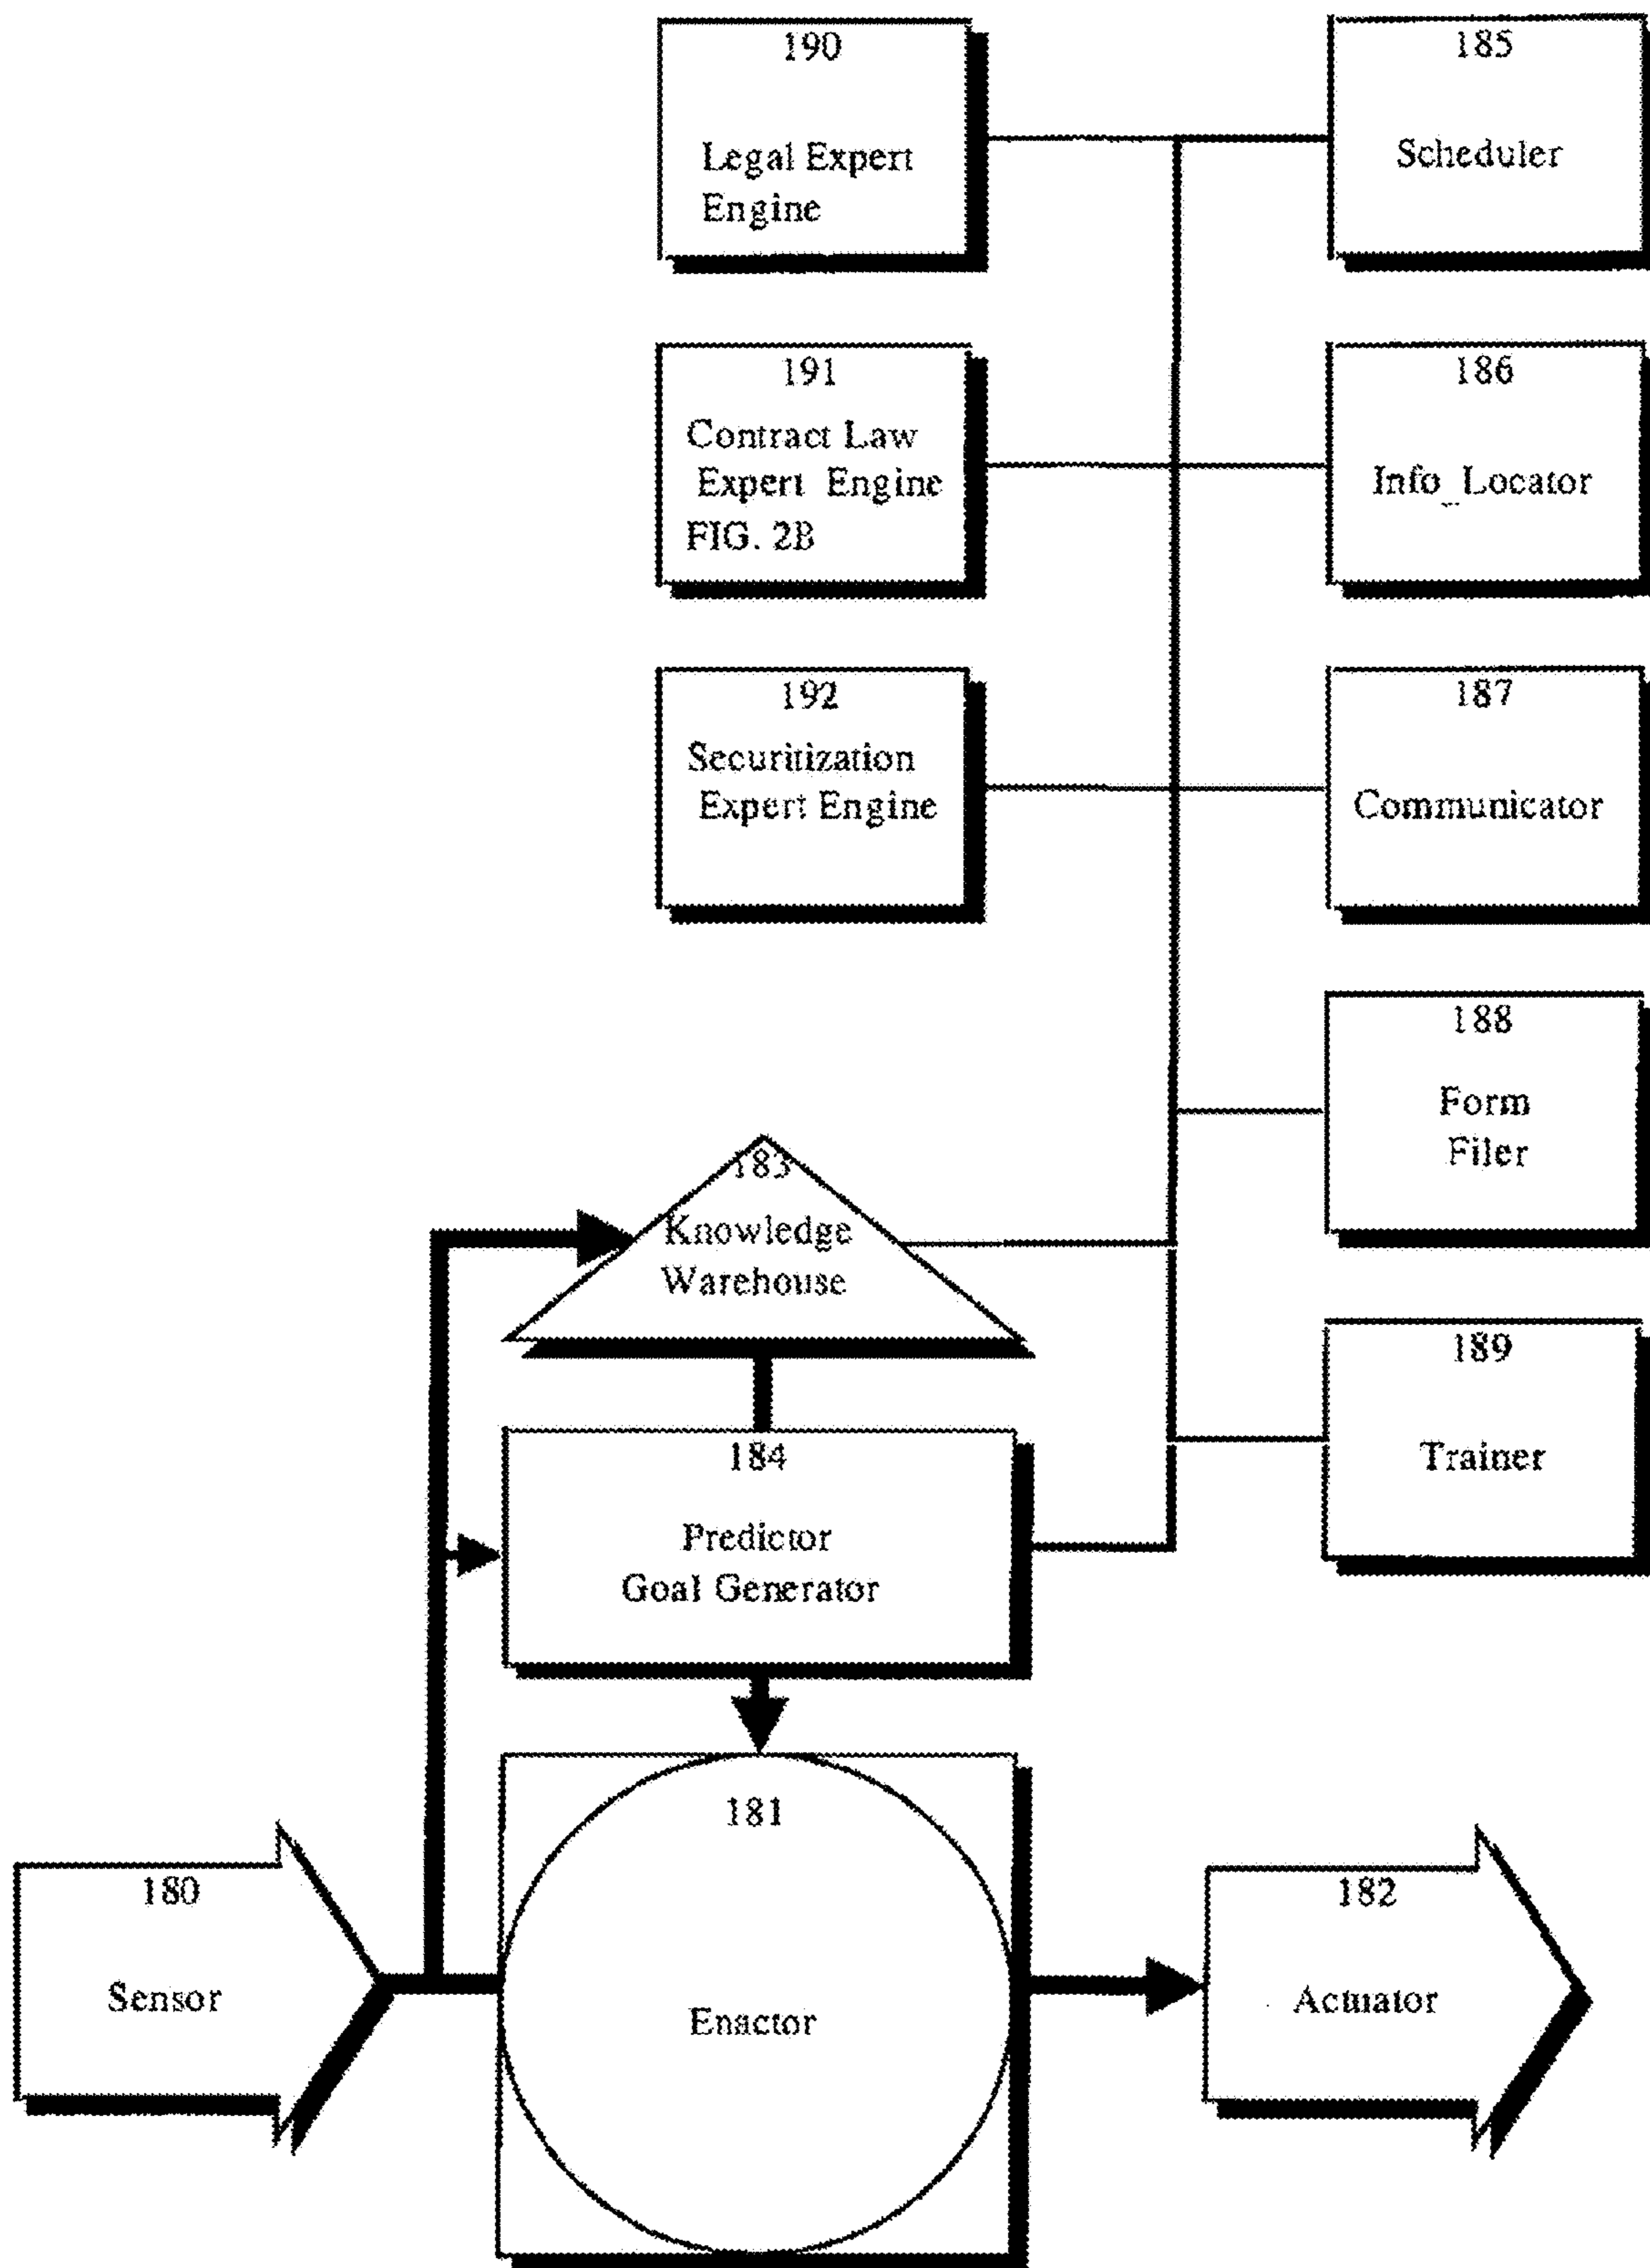 190
Legal Expert
Engine
185
Scheduler
191
Contract Law
Expert Engine
FIG. 2B
186
Info_Locator
192
Securitization
Expert Engine
187
Communicator
188
Form
Filer
183
Knowledge
Warehouse
189
Trainer
184
Predictor
Goal Generator
181
Enactor
180
Sensor
182
Actuator